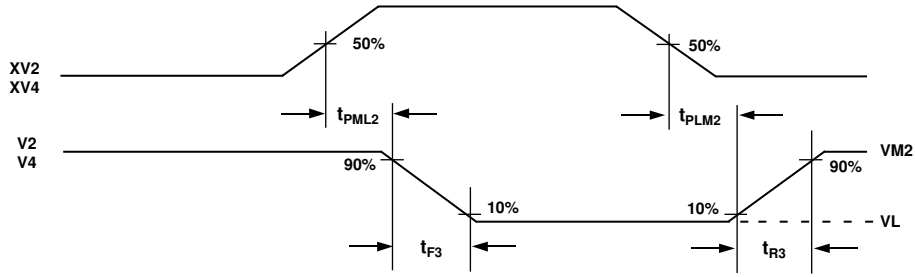 50%
50%
XV2
XV4
tPML2
tPLM2
V2
V4
VM2
90%
90%
10%
10%
VL
tF3
tR3